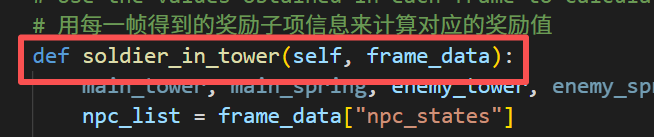 # 用每一帧得到的奖励子项信息来计算对应的奖励值
def soldier_in_tower(self, frame_data):
main_tower, main_spring, enemy_tower, enemy_sp
npc_list = frame_data["npc_states"]